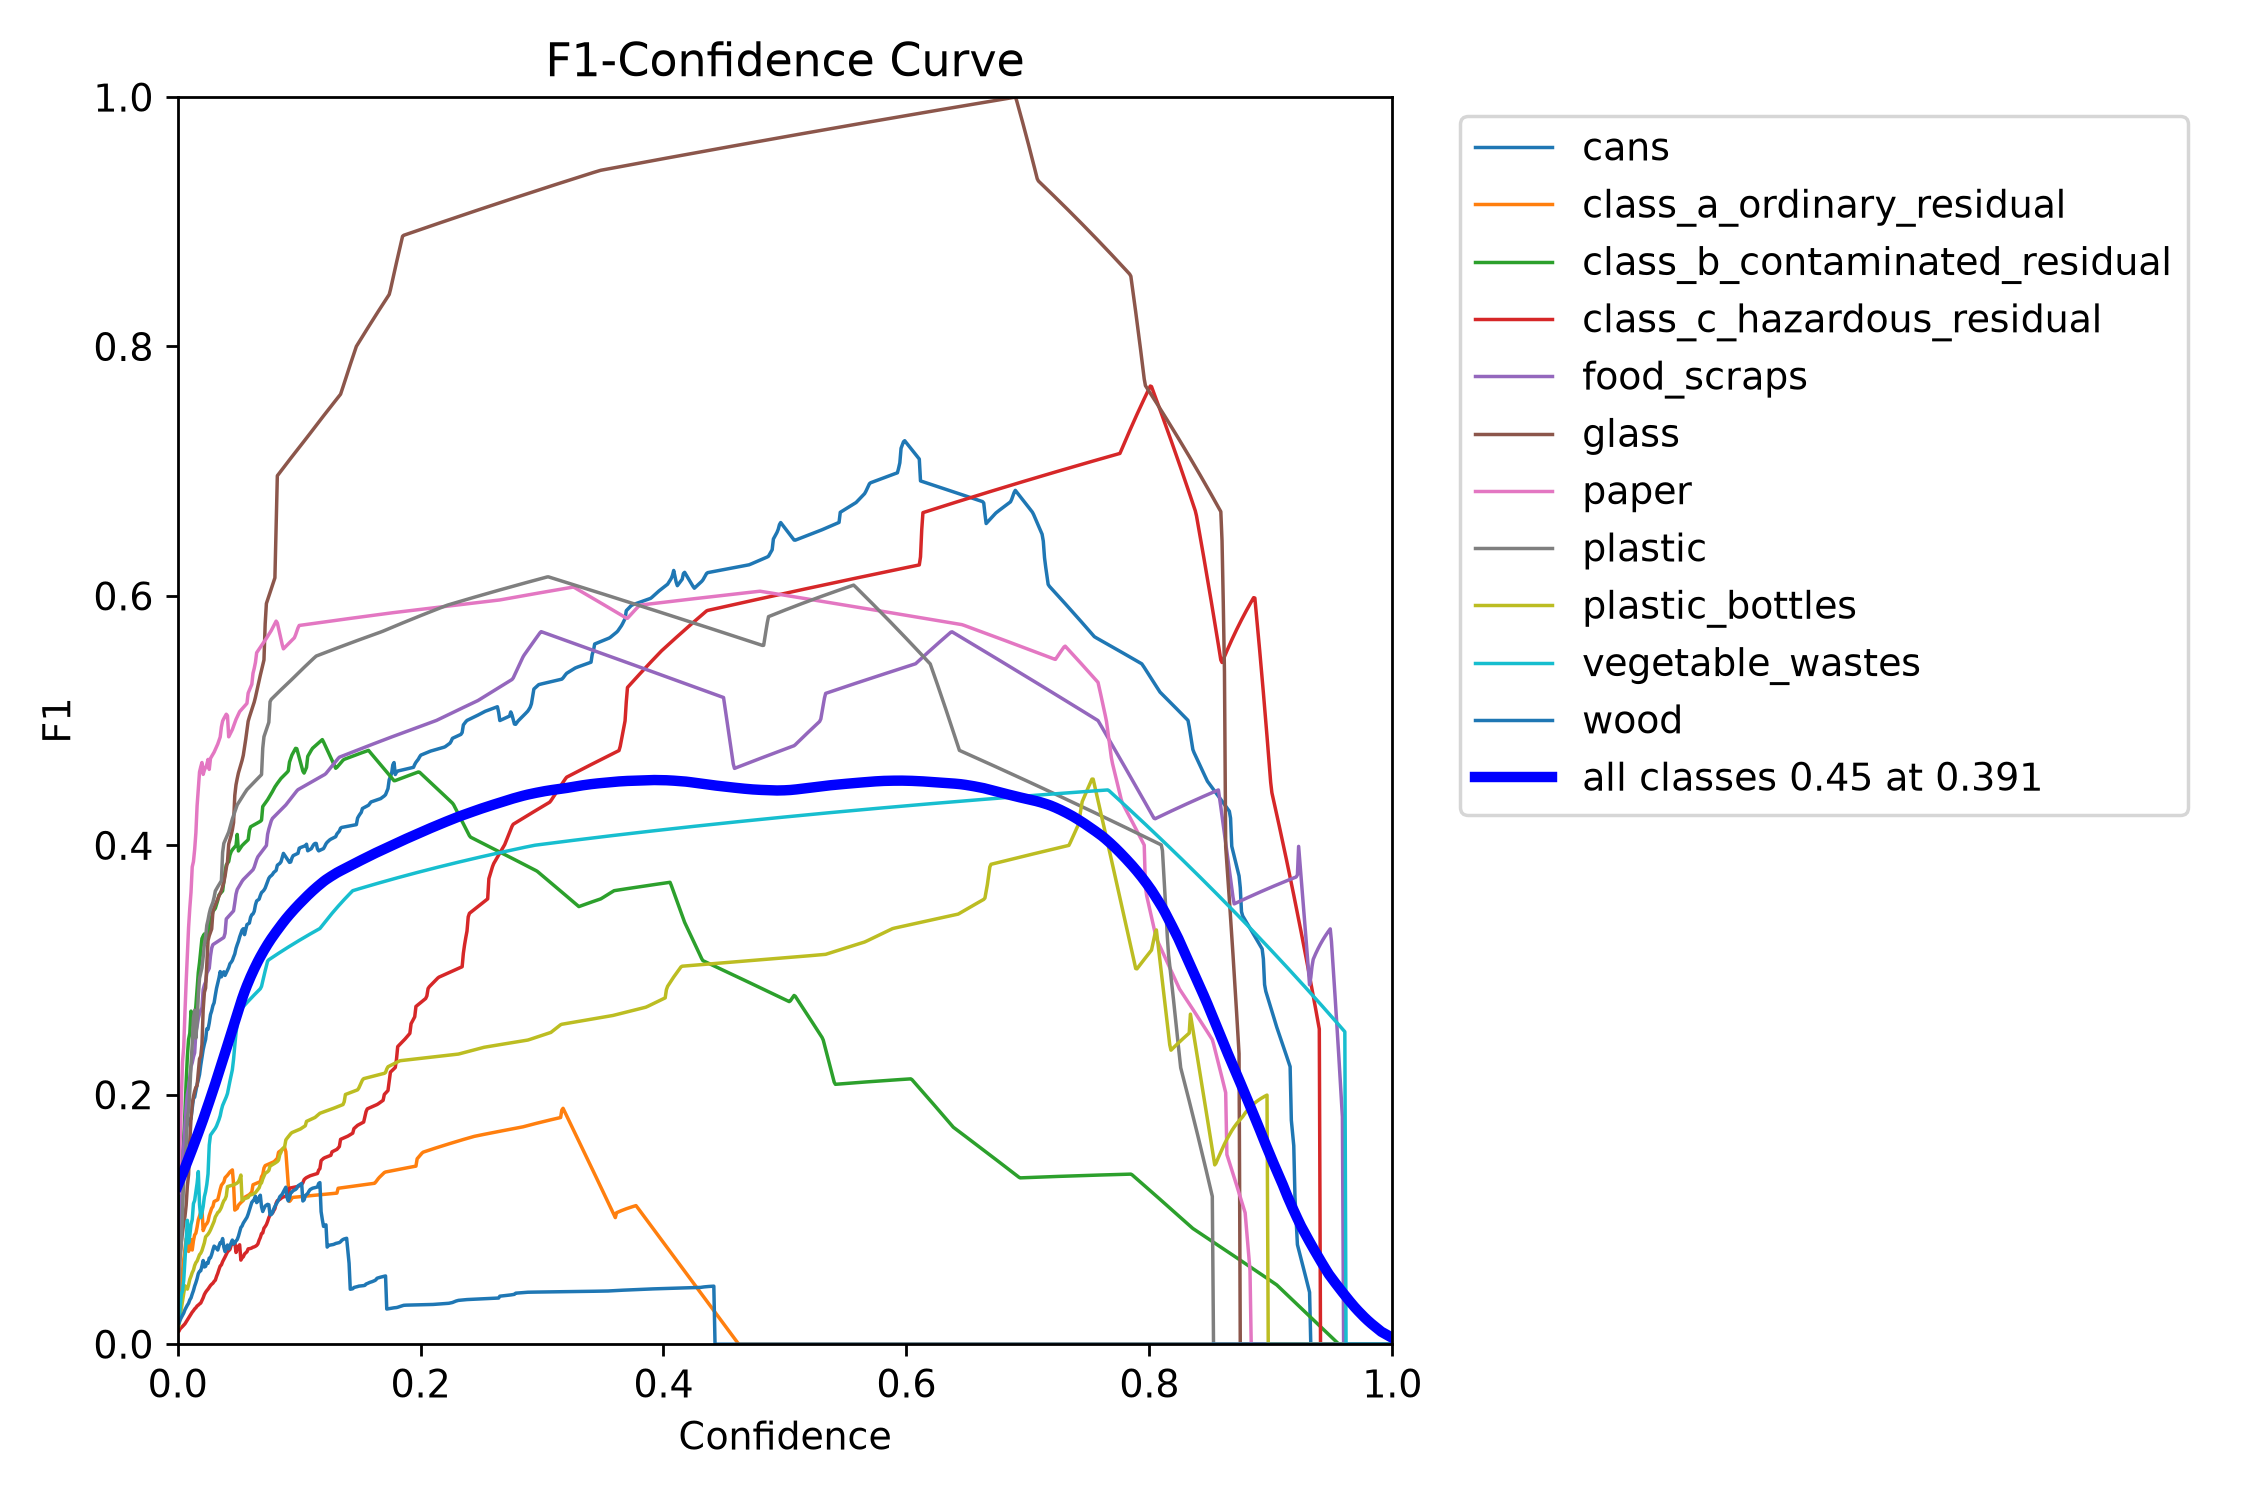 F1-Confidence Curve
1.0
0.8
0.6
0.4
0.2
0.0
F1
0.0 0.2 0.4 0.6 0.8 1.0
Confidence
cans
class_a_ordinary_residual
class_b_contaminated_residual
class_c_hazardous_residual
food_scraps
glass
paper
plastic
plastic_bottles
vegetable_wastes
wood
all classes 0.45 at 0.391